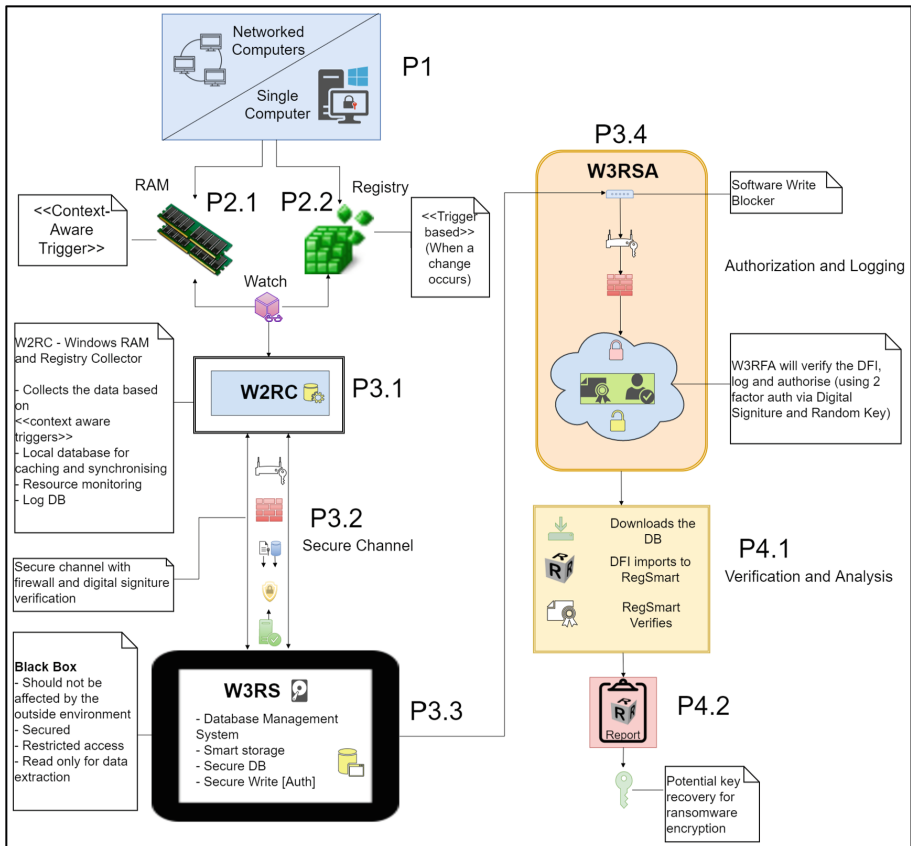 Networked
Computers
Single
Computer
P1
RAM
P2.1
<<Context-
Aware
Trigger>>
P2.2
Registry
<<Trigger
based>>
(When a
change
occurs)
Watch
W2RC - Windows RAM
and Registry Collector
- Collects the data based
on
<<context aware
triggers>>
- Local database for
caching and synchronising
- Resource monitoring
- Log DB
W2RC
P3.1
P3.2
Secure Channel
Secure channel with
firewall and digital signiture
verification
Black Box
- Should not be
affected by the
outside environment
- Secured
- Restricted access
- Read only for data
extraction
W3RS
- Database Management
System
- Smart storage
- Secure DB
- Secure Write [Auth]
P3.3
P3.4
W3RSA
Software Write
Blocker
Authorization and Logging
W3RFA will verify the DFI,
log and authorise (using 2
factor auth via Digital
Signiture and Random Key)
Downloads the
DB
R
R
DFI imports to
RegSmart
RegSmart
Verifies
P4.1
Verification and Analysis
R
R
Report
P4.2
Potential key
recovery for
ransomware
encryption